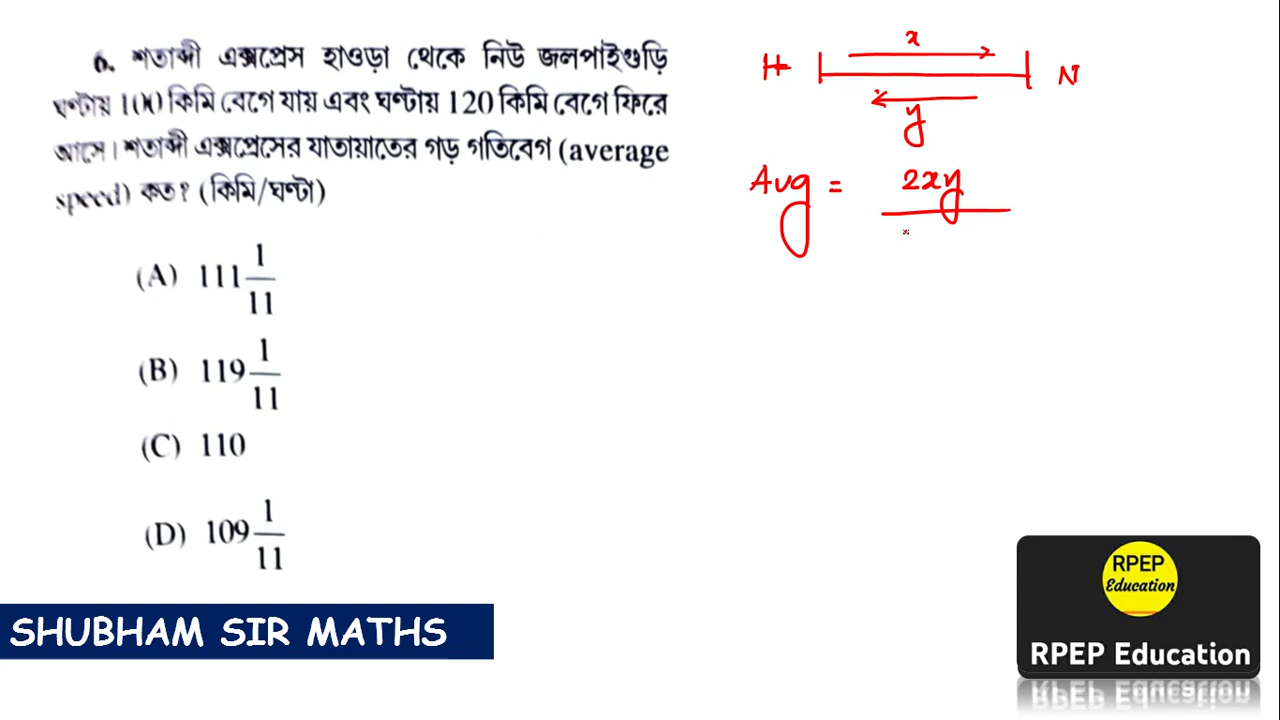 6. শতাব্দী এক্সপ্রেস হাওড়া থেকে নিউ জলপাইগুড়ি
ঘণ্টায় 100 কিমি বেগে যায় এবং ঘণ্টায় 120 কিমি বেগে ফিরে
আসে। শতাব্দী এক্সপ্রেসের যাতায়াতের গড় গতিবেগ (average
speed) কত? (কিমি/ঘণ্টা)
(A) 111 1/11
(B) 119 1/11
(C) 110
(D) 109 1/11
x
H N
y
Avg = 2xy
SHUBHAM SIR MATHS
RPEP
Education
RPEP Education